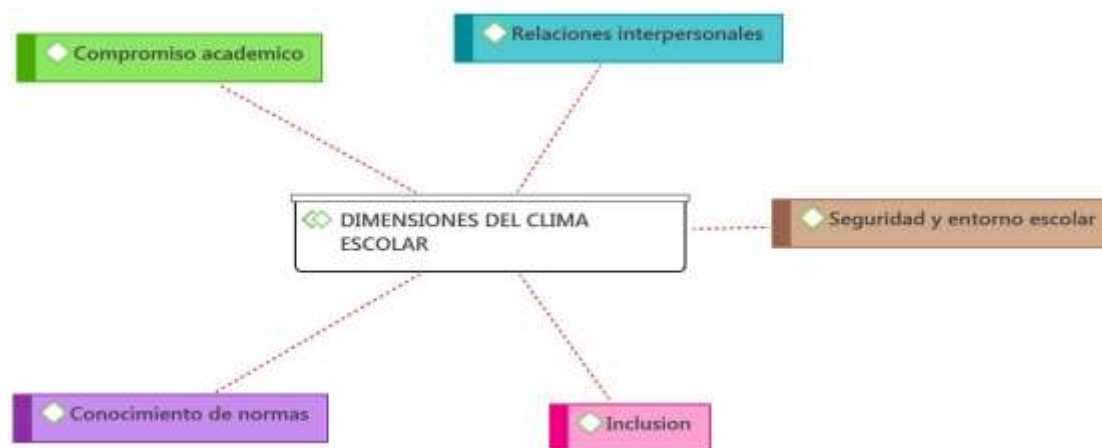 Compromiso academico
Relaciones interpersonales
DIMENSIONES DEL CLIMA
ESCOLAR
Seguridad y entorno escolar
Conocimiento de normas
Inclusion